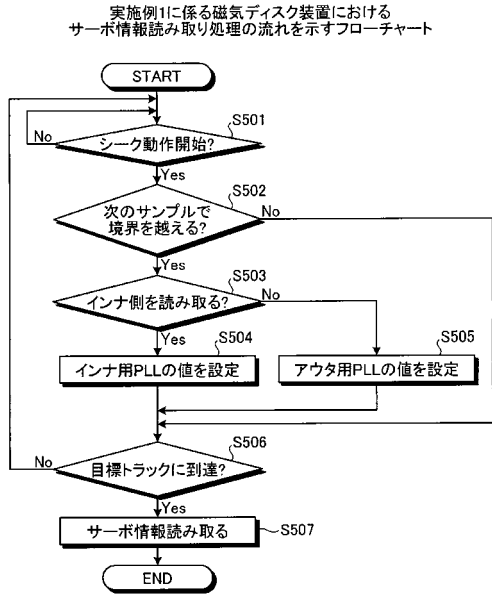 実施例1に係る磁気ディスク装置における
サーボ情報読み取り処理の流れを示すフローチャート
START
S501
No
シーク動作開始?
Yes
S502
次のサンプルで
境界を越える?
No
Yes
S503
インナ側を読み取る?
No
Yes
S504
インナ用PLLの値を設定
S505
アウタ用PLLの値を設定
S506
No
目標トラックに到達?
Yes
サーボ情報読み取る
S507
END